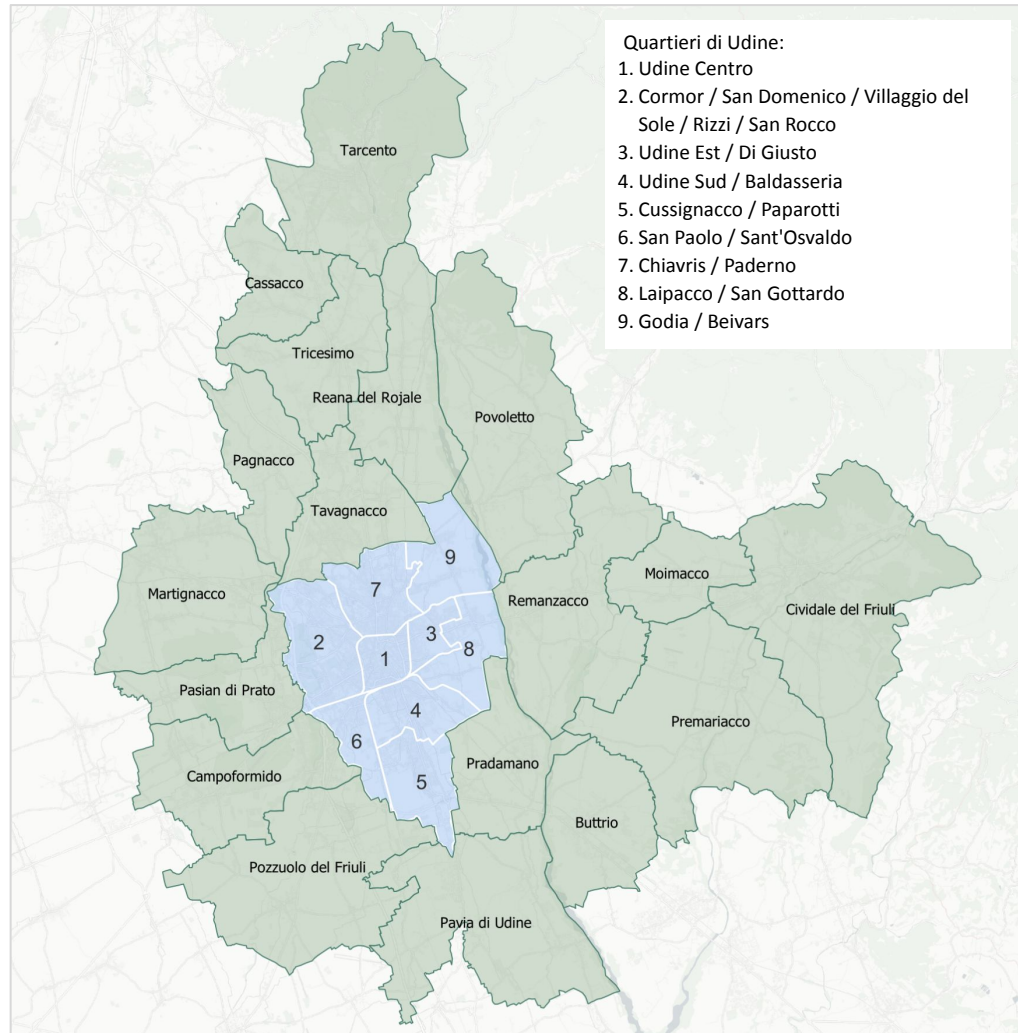 Quartieri di Udine:
1. Udine Centro
2. Cormor / San Domenico / Villaggio del
Sole / Rizzi / San Rocco
3. Udine Est / Di Giusto
4. Udine Sud / Baldasseria
5. Cussignacco / Paparotti
6. San Paolo / Sant'Osvaldo
7. Chiavris / Paderno
8. Laipacco / San Gottardo
9. Godia / Beivars
Tarcento
Cassacco
Tricesimo
Reana del Rojale
Povoletto
Pagnacco
Tavagnacco
9
Moimacco
7
Martignacco
Remanzacco
Cividale del Friuli
3
2
8
1
Pasian di Prato
4
Premariacco
6
Pradamano
Campoformido
5
Buttrio
Pozzuolo del Friuli
Pavia di Udine